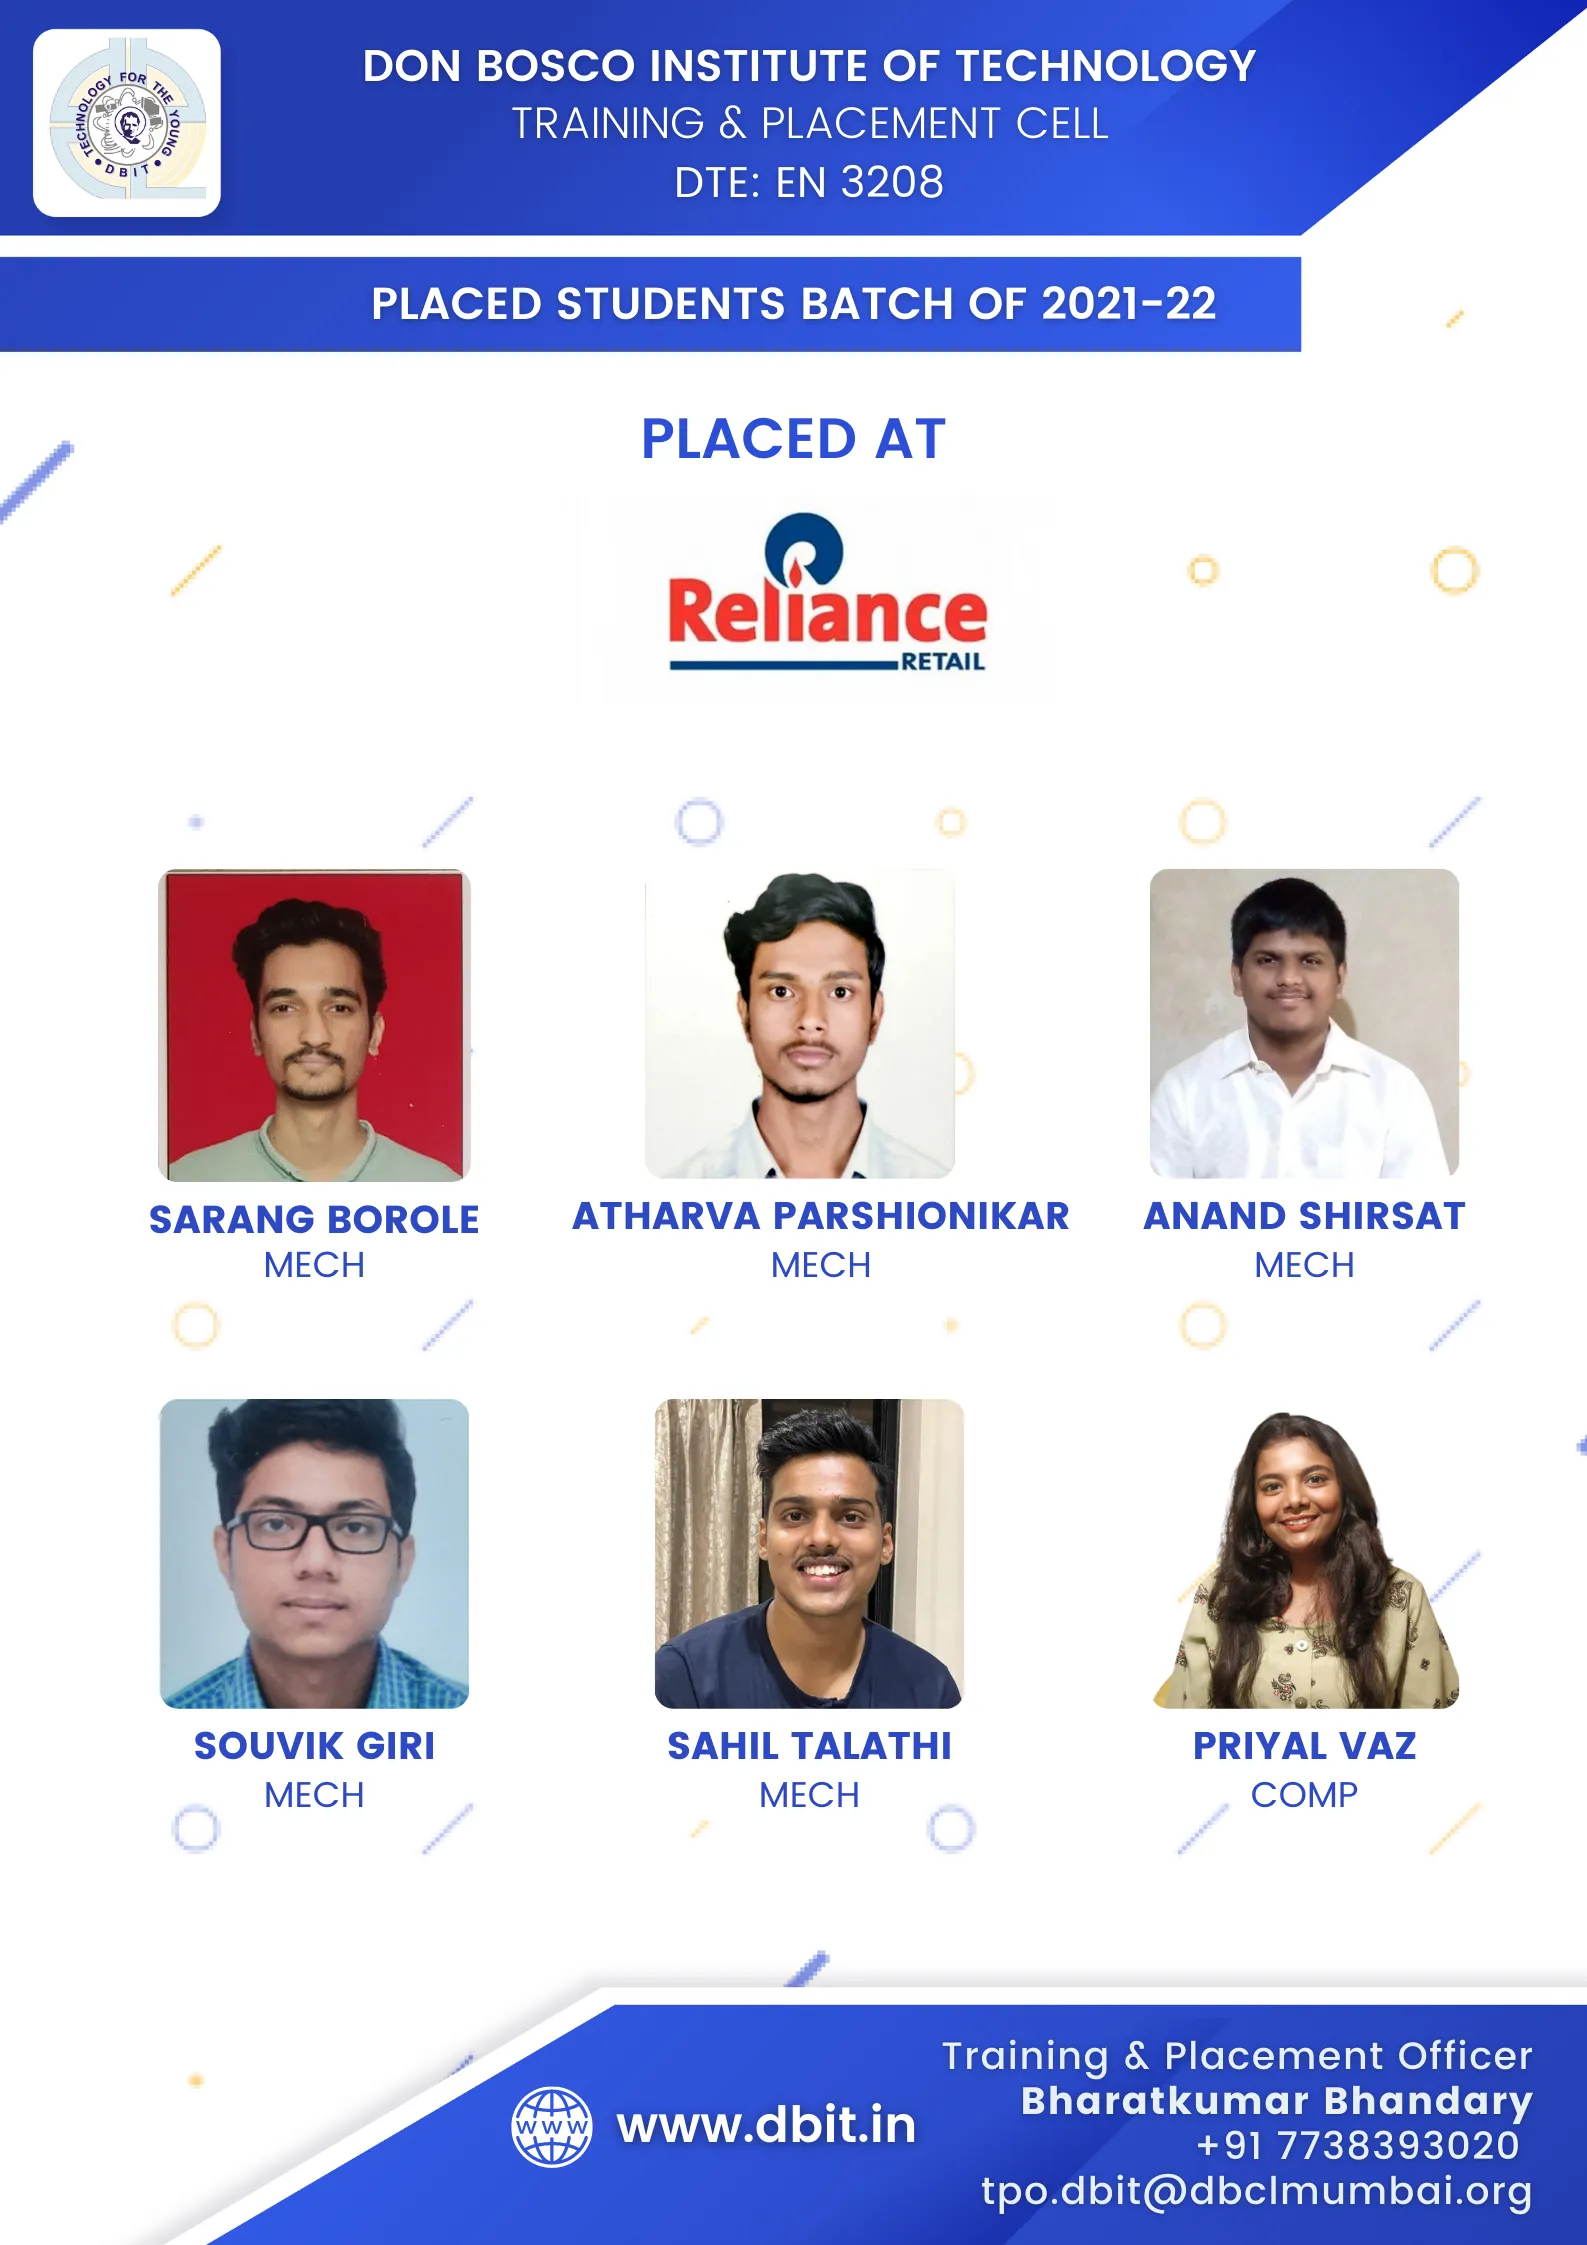 TECHNOLOGY FOR THE YOUNG
DBIT
DON BOSCO INSTITUTE OF TECHNOLOGY
TRAINING & PLACEMENT CELL
DTE: EN 3208
PLACED STUDENTS BATCH OF 2021-22
PLACED AT
Reliance
RETAIL
SARANG BOROLE
MECH
ATHARVA PARSHIONIKAR
MECH
ANAND SHIRSAT
MECH
SOUVIK GIRI
MECH
SAHIL TALATHI
MECH
PRIYAL VAZ
COMP
WWW
www.dbit.in
Training & Placement Officer
Bharatkumar Bhandary
+91 7738393020
tpo.dbit@dbclmumbai.org